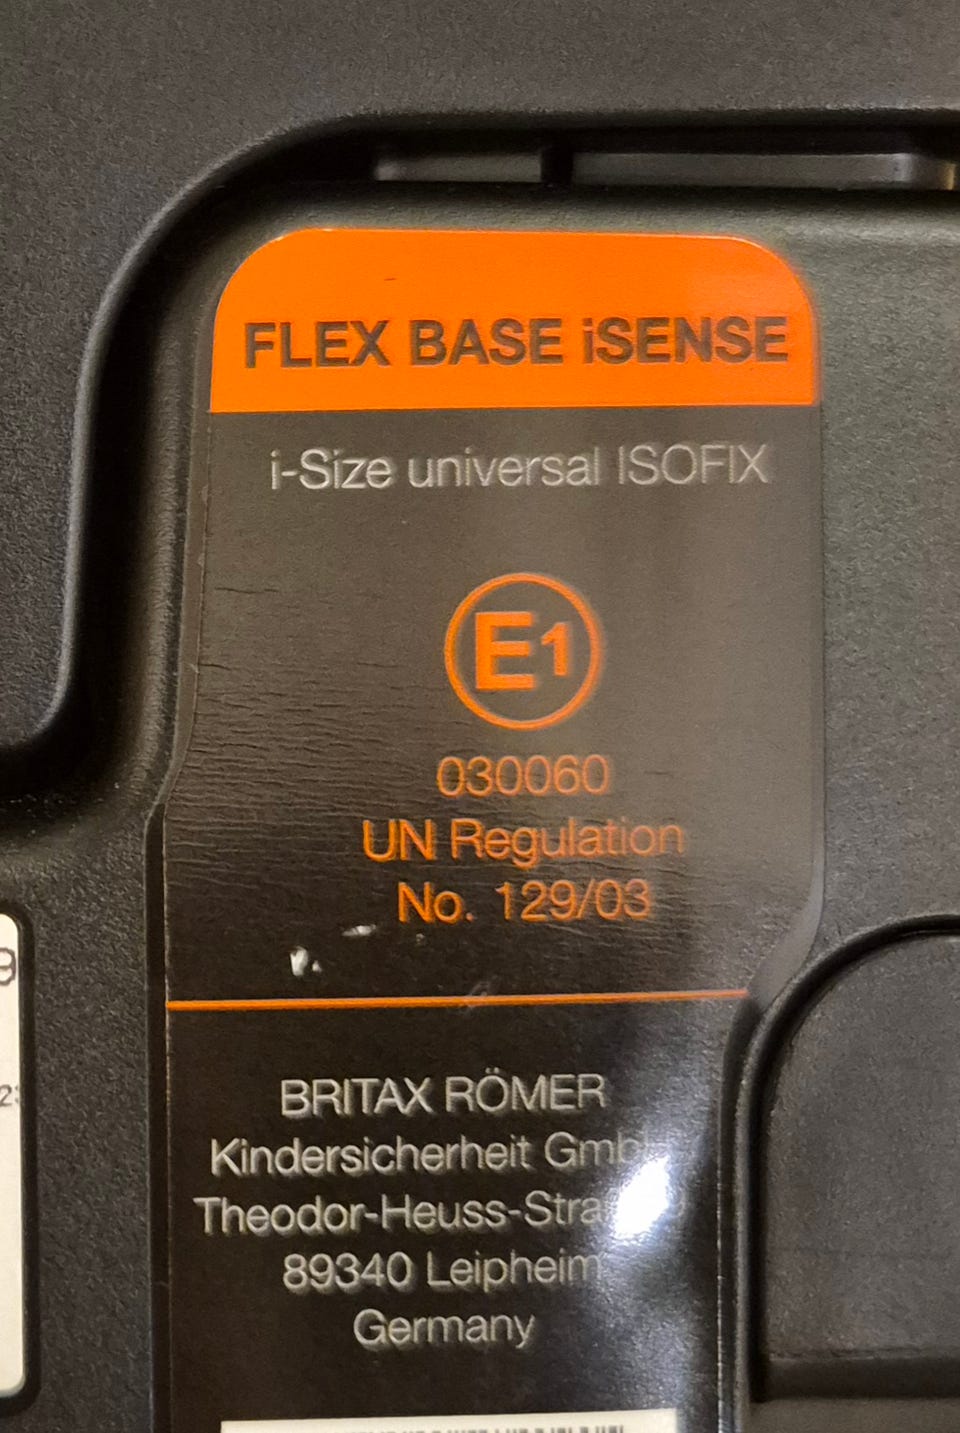 FLEX BASE iSENSE
i-Size universal ISOFIX
E1
030060
UN Regulation
No. 129/03
BRITAX RÖMER
Kindersicherheit
Theodor-Heuss-
89340 Leipheim
Germany
9